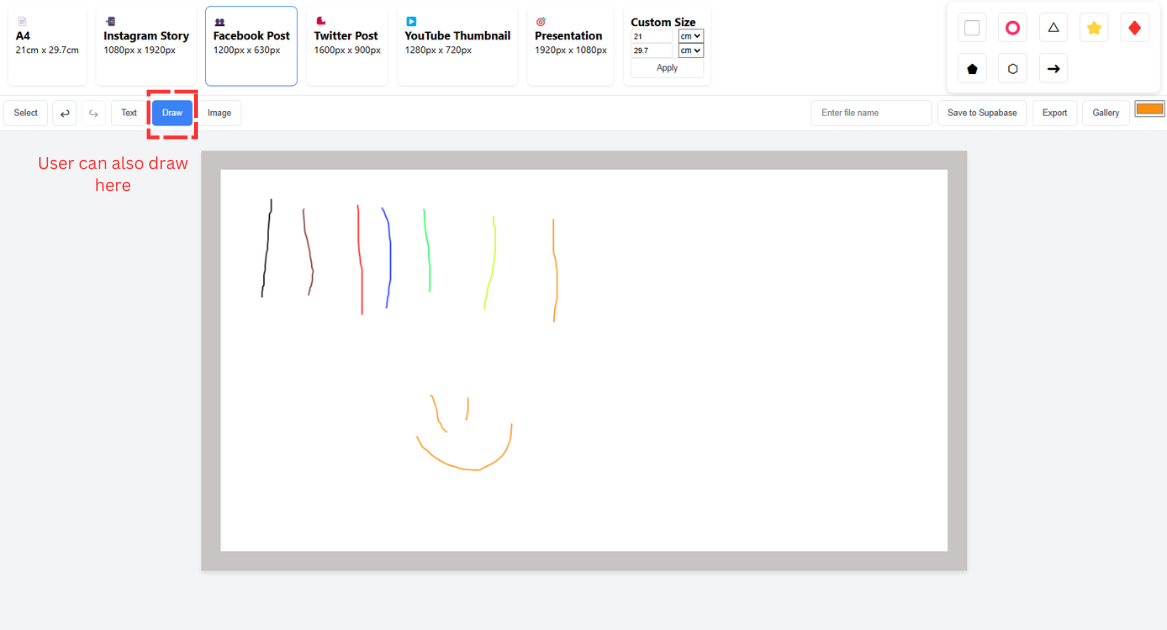 A4
21cm x 29.7cm
Instagram Story
1080px x 1920px
Facebook Post
1200px x 630px
Twitter Post
1600px x 900px
YouTube Thumbnail
1280px x 720px
Presentation
1920px x 1080px
Custom Size
21 cm
29.7 cm
Apply
Select Text Draw Image Enter file name Save to Supabase Export Gallery
User can also draw
here